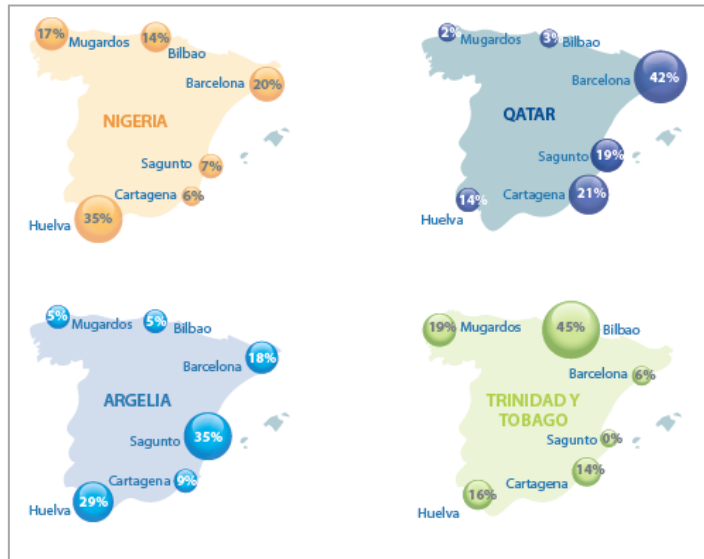 17% Mugardos
14% Bilbao
Barcelona 20%
NIGERIA
Sagunto 7%
Cartagena 6%
Huelva 35%
2% Mugardos
3% Bilbao
Barcelona 42%
QATAR
Sagunto 19%
Cartagena 21%
Huelva 14%
5% Mugardos
5% Bilbao
Barcelona 18%
ARGELIA
Sagunto 35%
Cartagena 9%
Huelva 29%
19% Mugardos
45% Bilbao
Barcelona 6%
TRINIDAD Y
TOBAGO
Sagunto 0%
Cartagena 14%
Huelva 16%